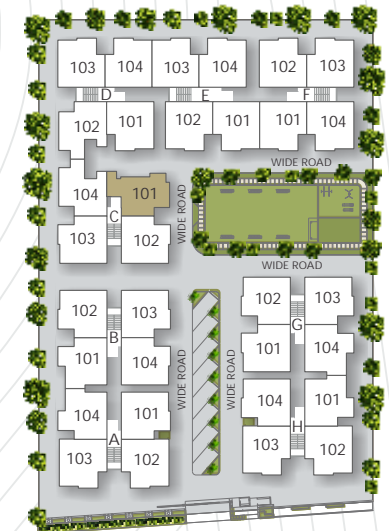 103 104 103 104 102 103
D E F
102 101 102 101 101 104
WIDE ROAD
104 101
WIDE ROAD
C
103 102
WIDE ROAD
102 103 102 103
B G
101 104 101 104
WIDE ROAD WIDE ROAD
104 101 104 101
A H
103 102 103 102